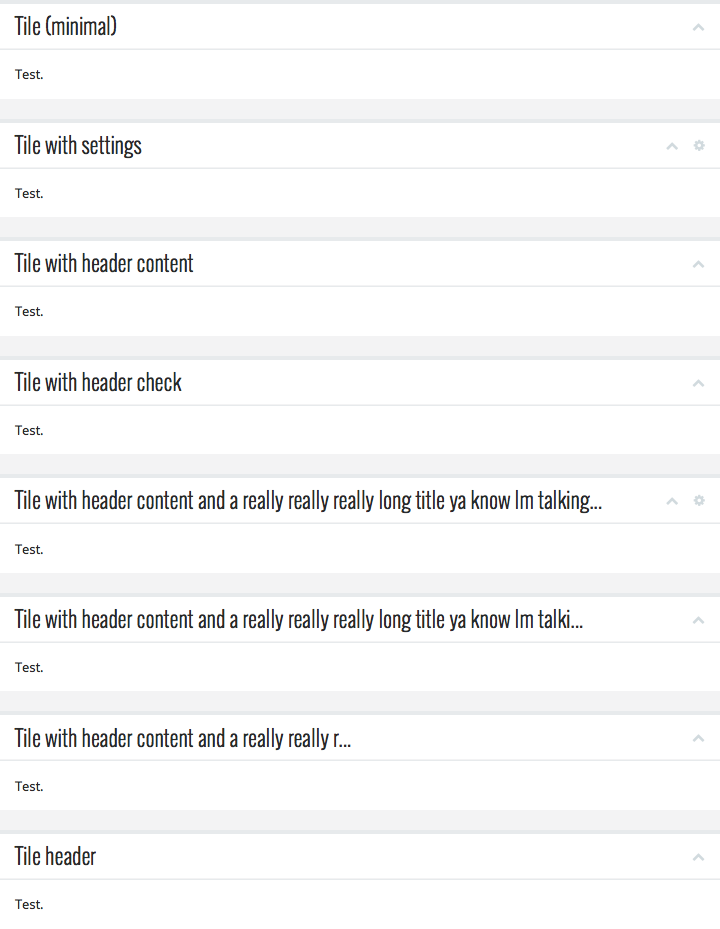 Tile (minimal)
Test.
Tile with settings
Test.
Tile with header content
Test.
Tile with header check
Test.
Tile with header content and a really really really long title ya know Im talking...
Test.
Tile with header content and a really really really long title ya know Im talki...
Test.
Tile with header content and a really really r...
Test.
Tile header
Test.